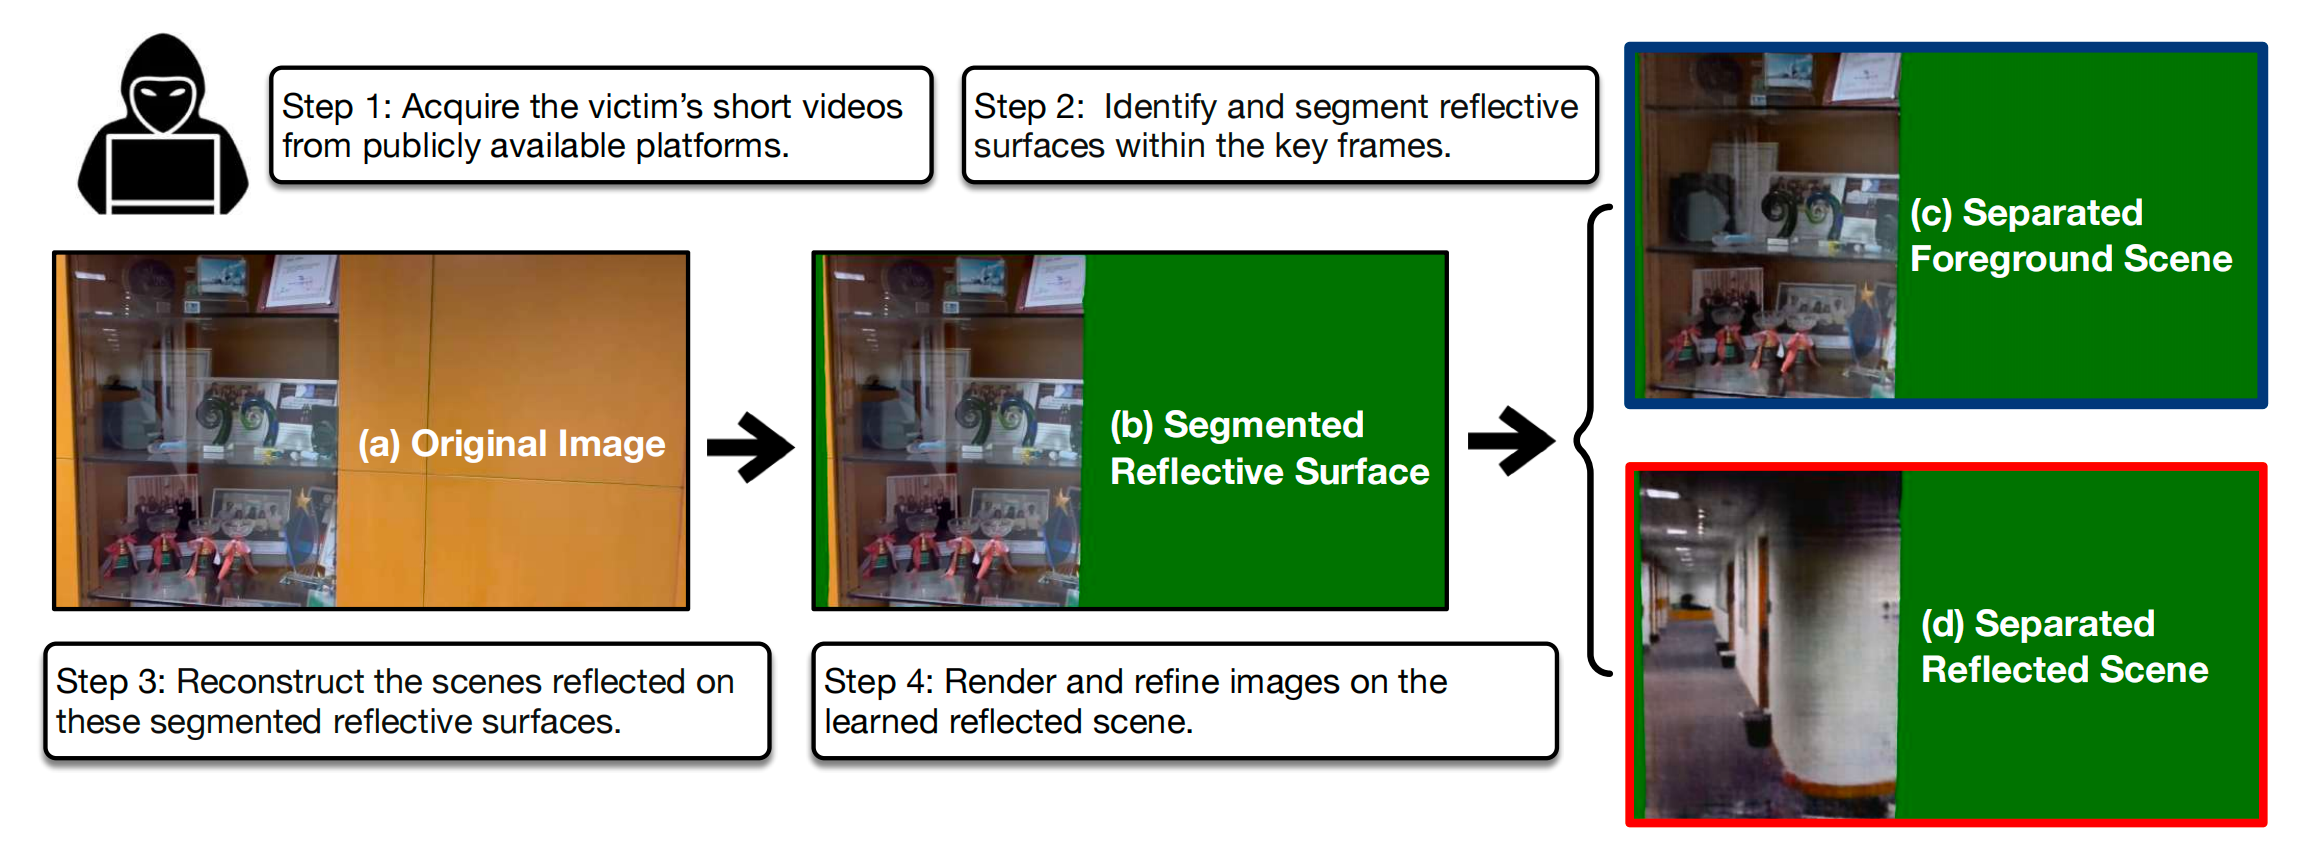 Step 1: Acquire the victim's short videos
from publicly available platforms.
Step 2:  Identify and segment reflective
surfaces within the key frames.
(a) Original Image
(b) Segmented
Reflective Surface
(c) Separated
Foreground Scene
(d) Separated
Reflected Scene
Step 3: Reconstruct the scenes reflected on
these segmented reflective surfaces.
Step 4: Render and refine images on the
learned reflected scene.